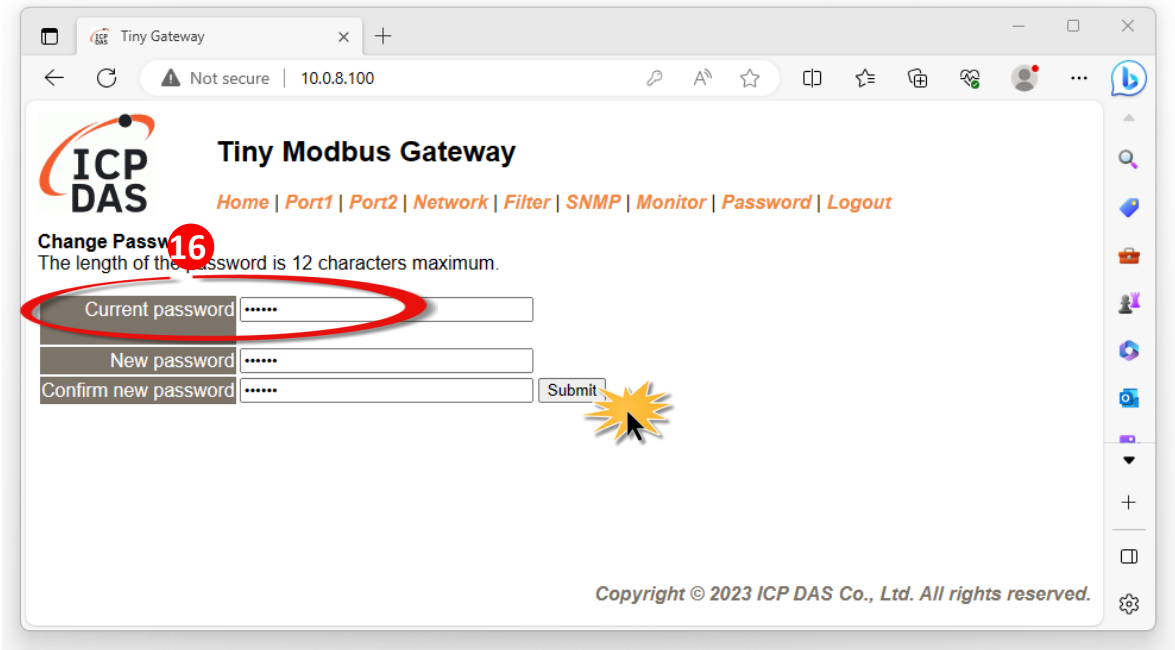 Tiny Gateway
Not secure | 10.0.8.100
ICP DAS
Tiny Modbus Gateway
Home | Port1 | Port2 | Network | Filter | SNMP | Monitor | Password | Logout
Change Passw
16
The length of the password is 12 characters maximum.
Current password ••••••
New password ••••••
Confirm new password •••••• Submit
Copyright © 2023 ICP DAS Co., Ltd. All rights reserved.